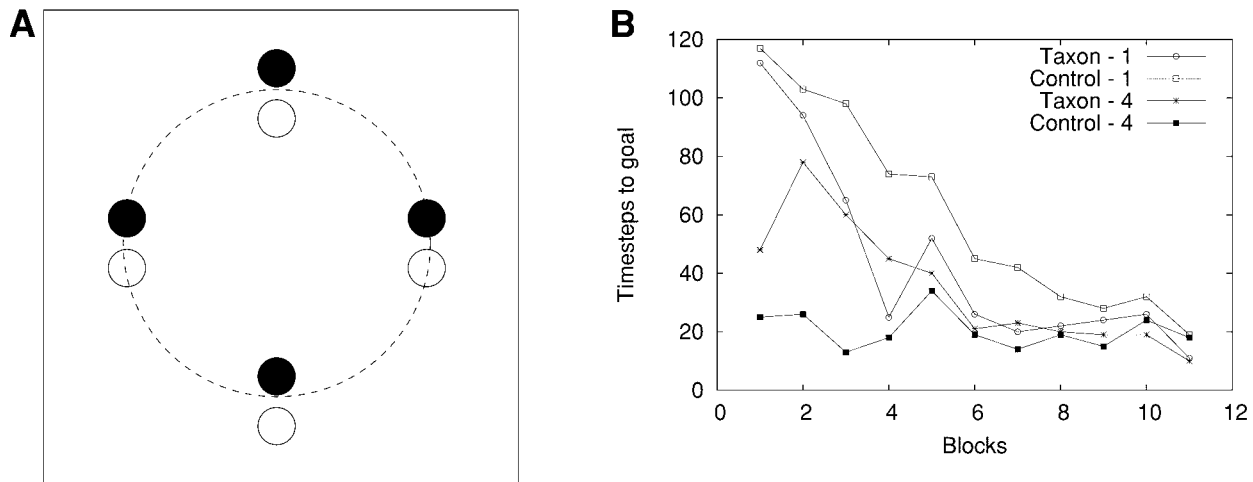 A
B
Timesteps to goal
120
100
80
60
40
20
0
Taxon - 1
Control - 1
Taxon - 4
Control - 4
0 2 4 6 8 10 12
Blocks